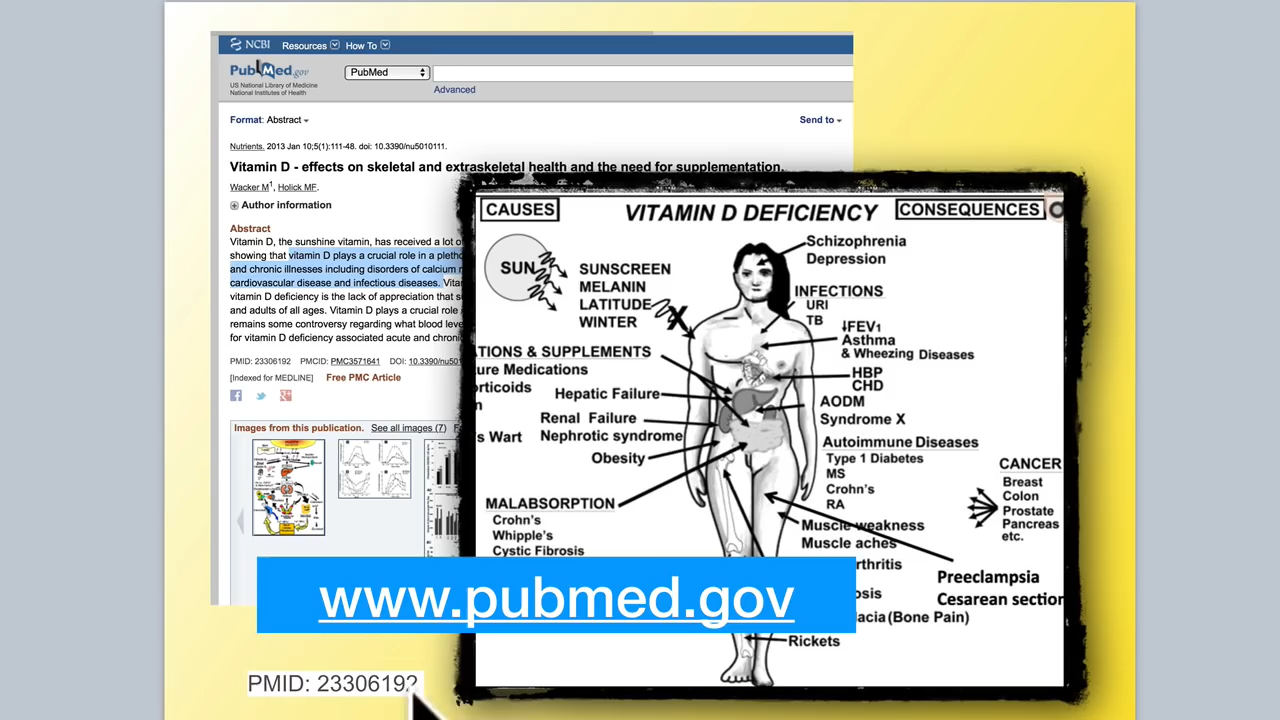 NCBI Resources How To
PubMed.gov
US National Library of Medicine
National Institutes of Health
PubMed
Advanced
Format: Abstract
Send to
Nutrients. 2013 Jan 10;5(1):111-48. doi: 10.3390/nu5010111.
Vitamin D - effects on skeletal and extraskeletal health and the need for supplementation.
Wacker M1, Holick MF.
Author information
Abstract
Vitamin D, the sunshine vitamin, has received a lot o
showing that vitamin D plays a crucial role in a pleth
and chronic illnesses including disorders of calcium
cardiovascular disease and infectious diseases. Vita
vitamin D deficiency is the lack of appreciation that s
and adults of all ages. Vitamin D plays a crucial role
remains some controversy regarding what blood leve
for vitamin D deficiency associated acute and chroni
PMID: 23306192 PMCID: PMC3571641 DOI: 10.3390/nu501
[Indexed for MEDLINE] Free PMC Article
Images from this publication. See all images (7) F
CAUSES
VITAMIN D DEFICIENCY
CONSEQUENCES
SUN
SUNSCREEN
MELANIN
LATITUDE
WINTER
X
ATIONS & SUPPLEMENTS
ure Medications
orticoids
n
Hepatic Failure
Renal Failure
's Wart
Nephrotic syndrome
Obesity
MALABSORPTION
Crohn's
Whipple's
Cystic Fibrosis
Schizophrenia
Depression
INFECTIONS
URI
TB
↓FEV1
Asthma
& Wheezing Diseases
HBP
CHD
AODM
Syndrome X
Autoimmune Diseases
Type 1 Diabetes
MS
Crohn's
RA
CANCER
Breast
Colon
Prostate
Pancreas
etc.
Muscle weakness
Muscle aches
rthritis
osis
lacia (Bone Pain)
Rickets
Preeclampsia
Cesarean section
www.pubmed.gov
PMID: 23306192